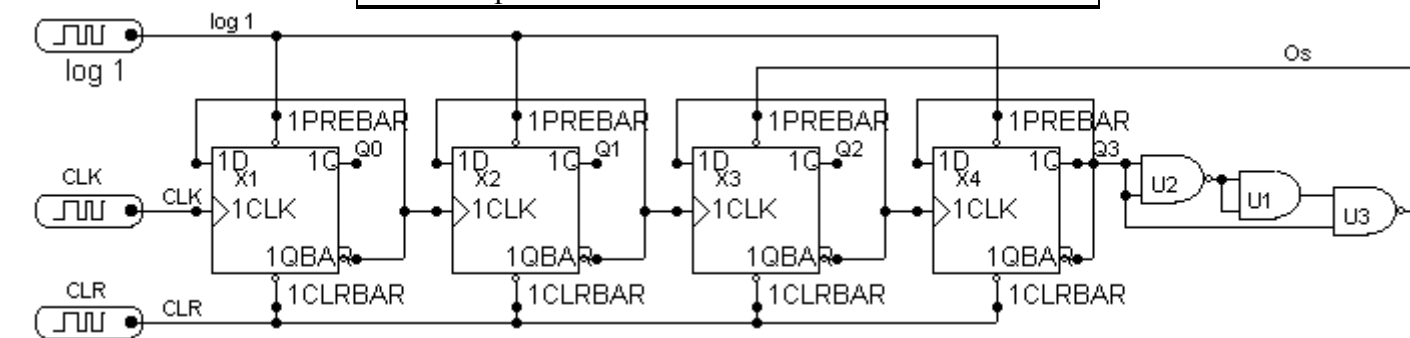 log 1
Os
log 1
1PREBAR 1PREBAR 1PREBAR 1PREBAR
1D 1Q Q0 1D 1Q Q1 1D 1Q Q2 1D 1Q Q3
X1 X2 X3 X4
CLK
CLK
1CLK 1CLK 1CLK 1CLK
U2 U1 U3
1QBAR 1QBAR 1QBAR 1QBAR
CLR
CLR
1CLRBAR 1CLRBAR 1CLRBAR 1CLRBAR